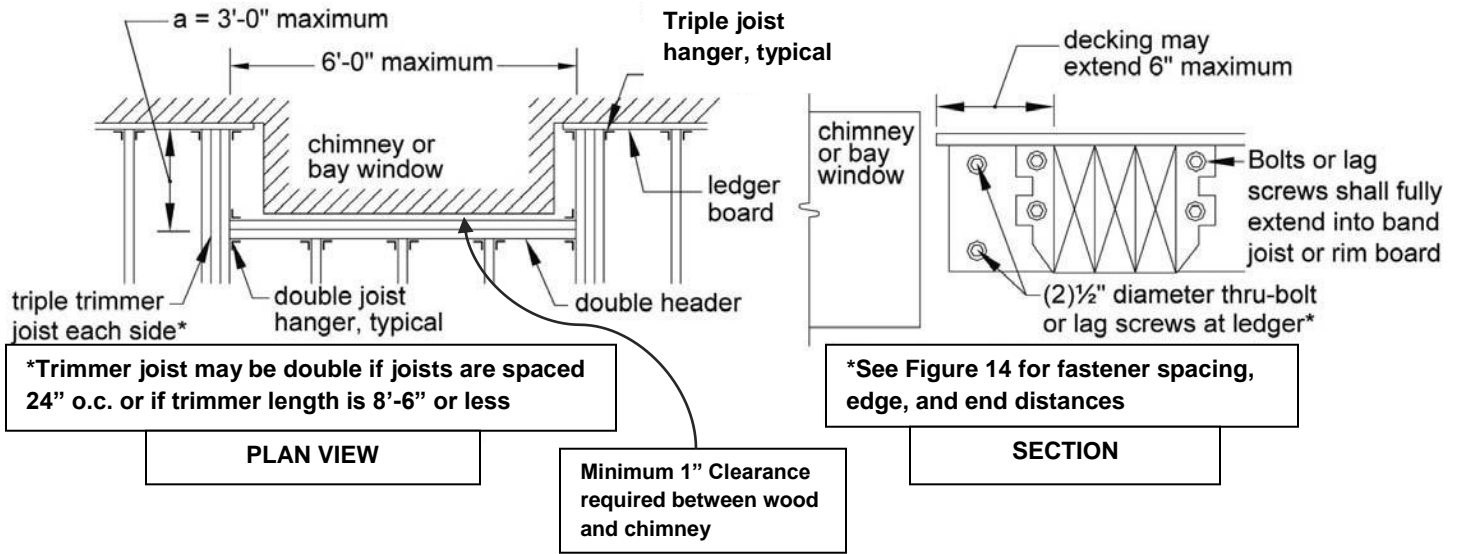 a = 3'-0" maximum
6'-0" maximum
Triple joist
hanger, typical
chimney or
bay window
ledger
board
triple trimmer
joist each side*
double joist
hanger, typical
double header
*Trimmer joist may be double if joists are spaced
24” o.c. or if trimmer length is 8’-6” or less
PLAN VIEW
Minimum 1” Clearance
required between wood
and chimney
decking may
extend 6" maximum
chimney
or bay
window
Bolts or lag
screws shall fully
extend into band
joist or rim board
(2)½" diameter thru-bolt
or lag screws at ledger*
*See Figure 14 for fastener spacing,
edge, and end distances
SECTION